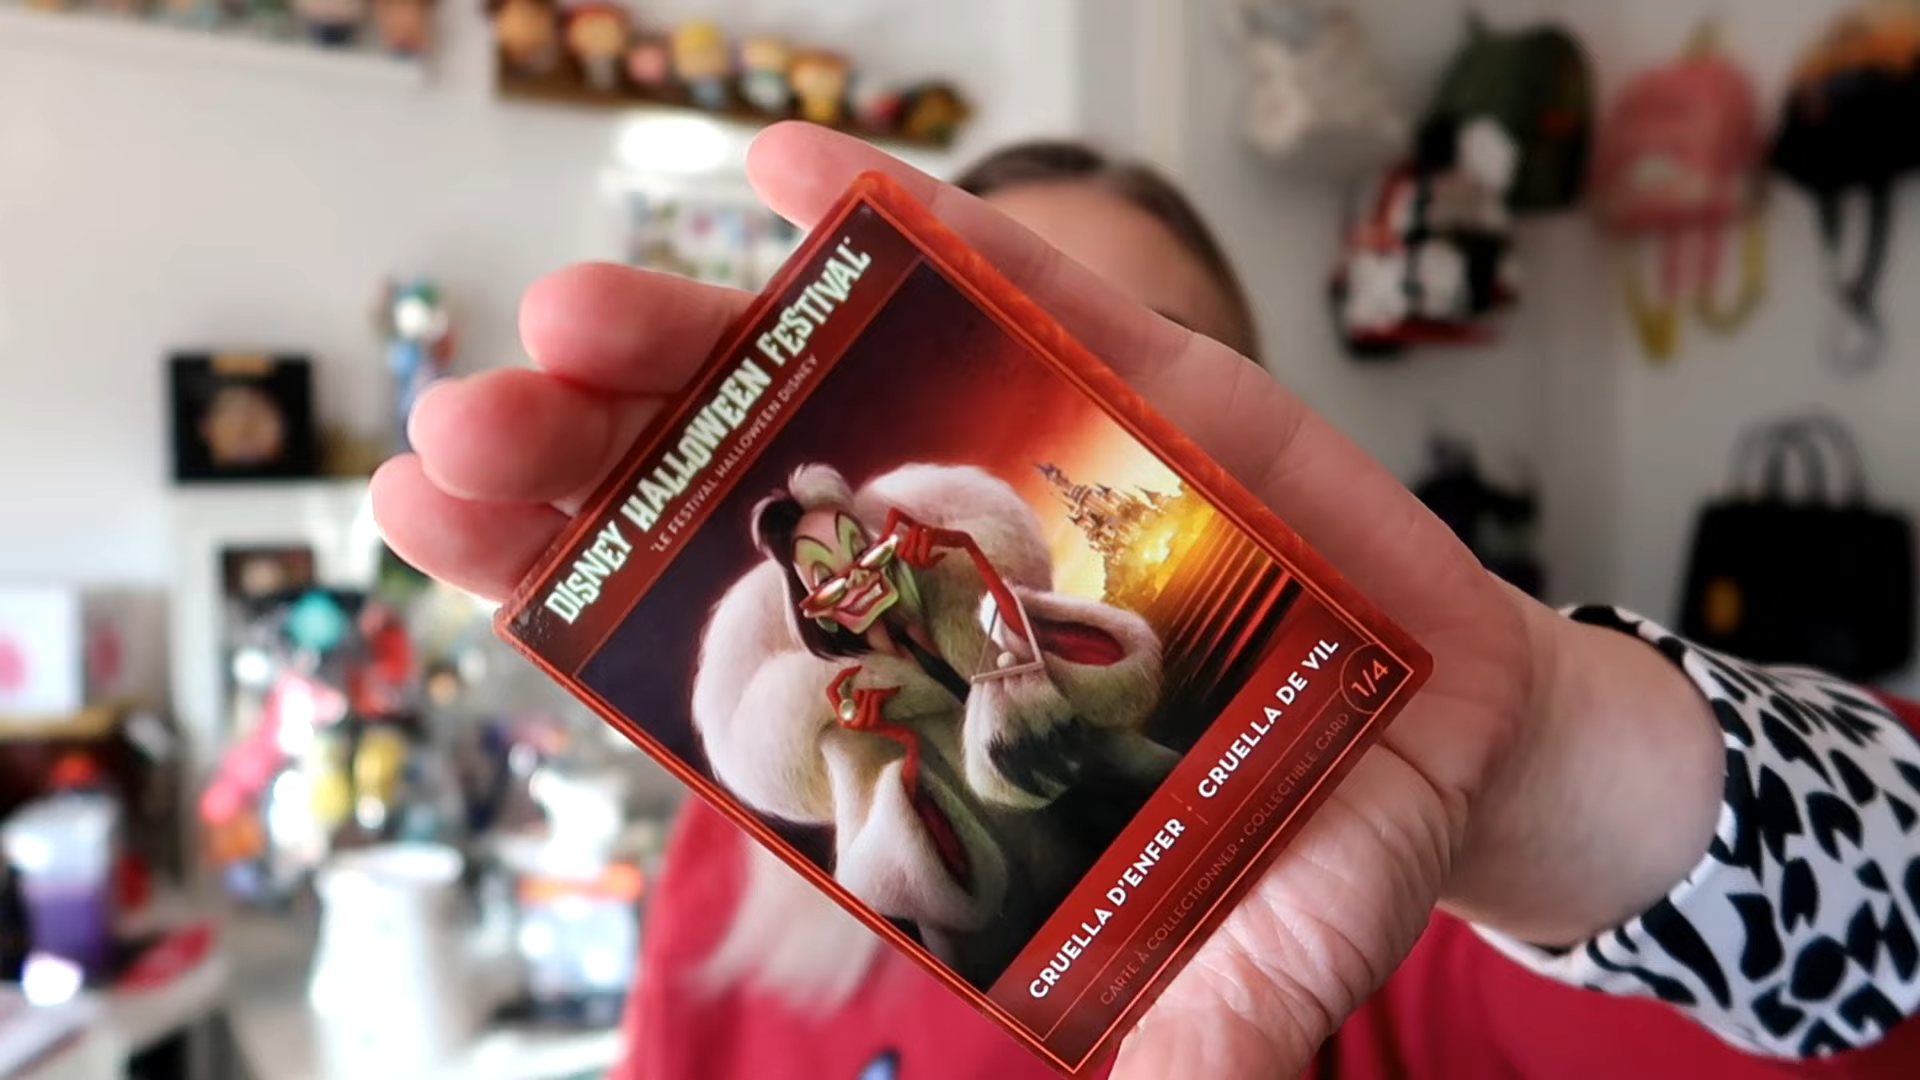 DISNEY HALLOWEEN FESTIVAL*
*LE FESTIVAL HALLOWEEN DISNEY
CRUELLA D'ENFER CRUELLA DE VIL
CARTE À COLLECTIONNER • COLLECTIBLE CARD
1/4